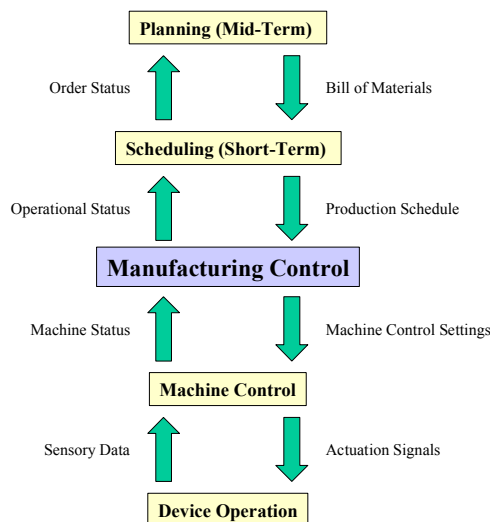 Planning (Mid-Term)
Order Status
Bill of Materials
Scheduling (Short-Term)
Operational Status
Production Schedule
Manufacturing Control
Machine Status
Machine Control Settings
Machine Control
Sensory Data
Actuation Signals
Device Operation